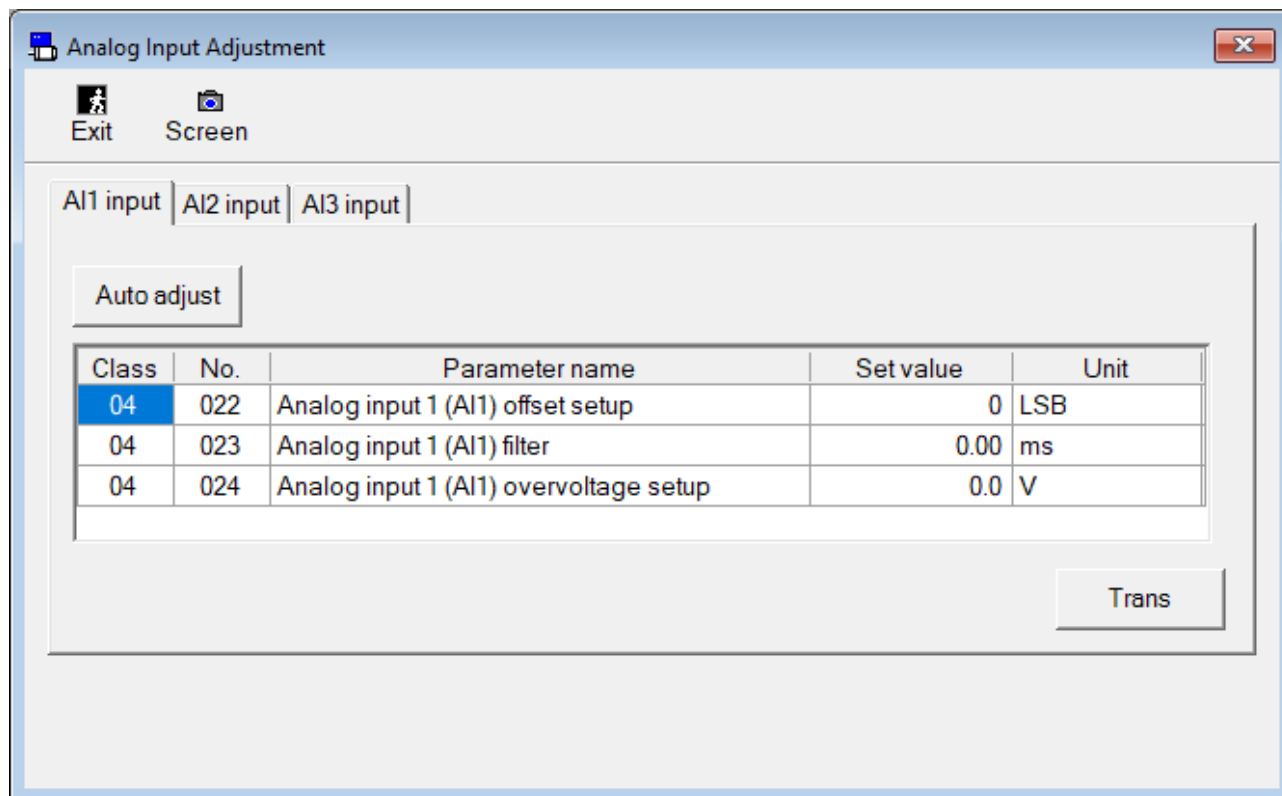 Analog Input Adjustment
Exit Screen
AI1 input AI2 input AI3 input
Auto adjust
Class No. Parameter name Set value Unit
04 022 Analog input 1 (AI1) offset setup 0 LSB
04 023 Analog input 1 (AI1) filter 0.00 ms
04 024 Analog input 1 (AI1) overvoltage setup 0.0 V
Trans